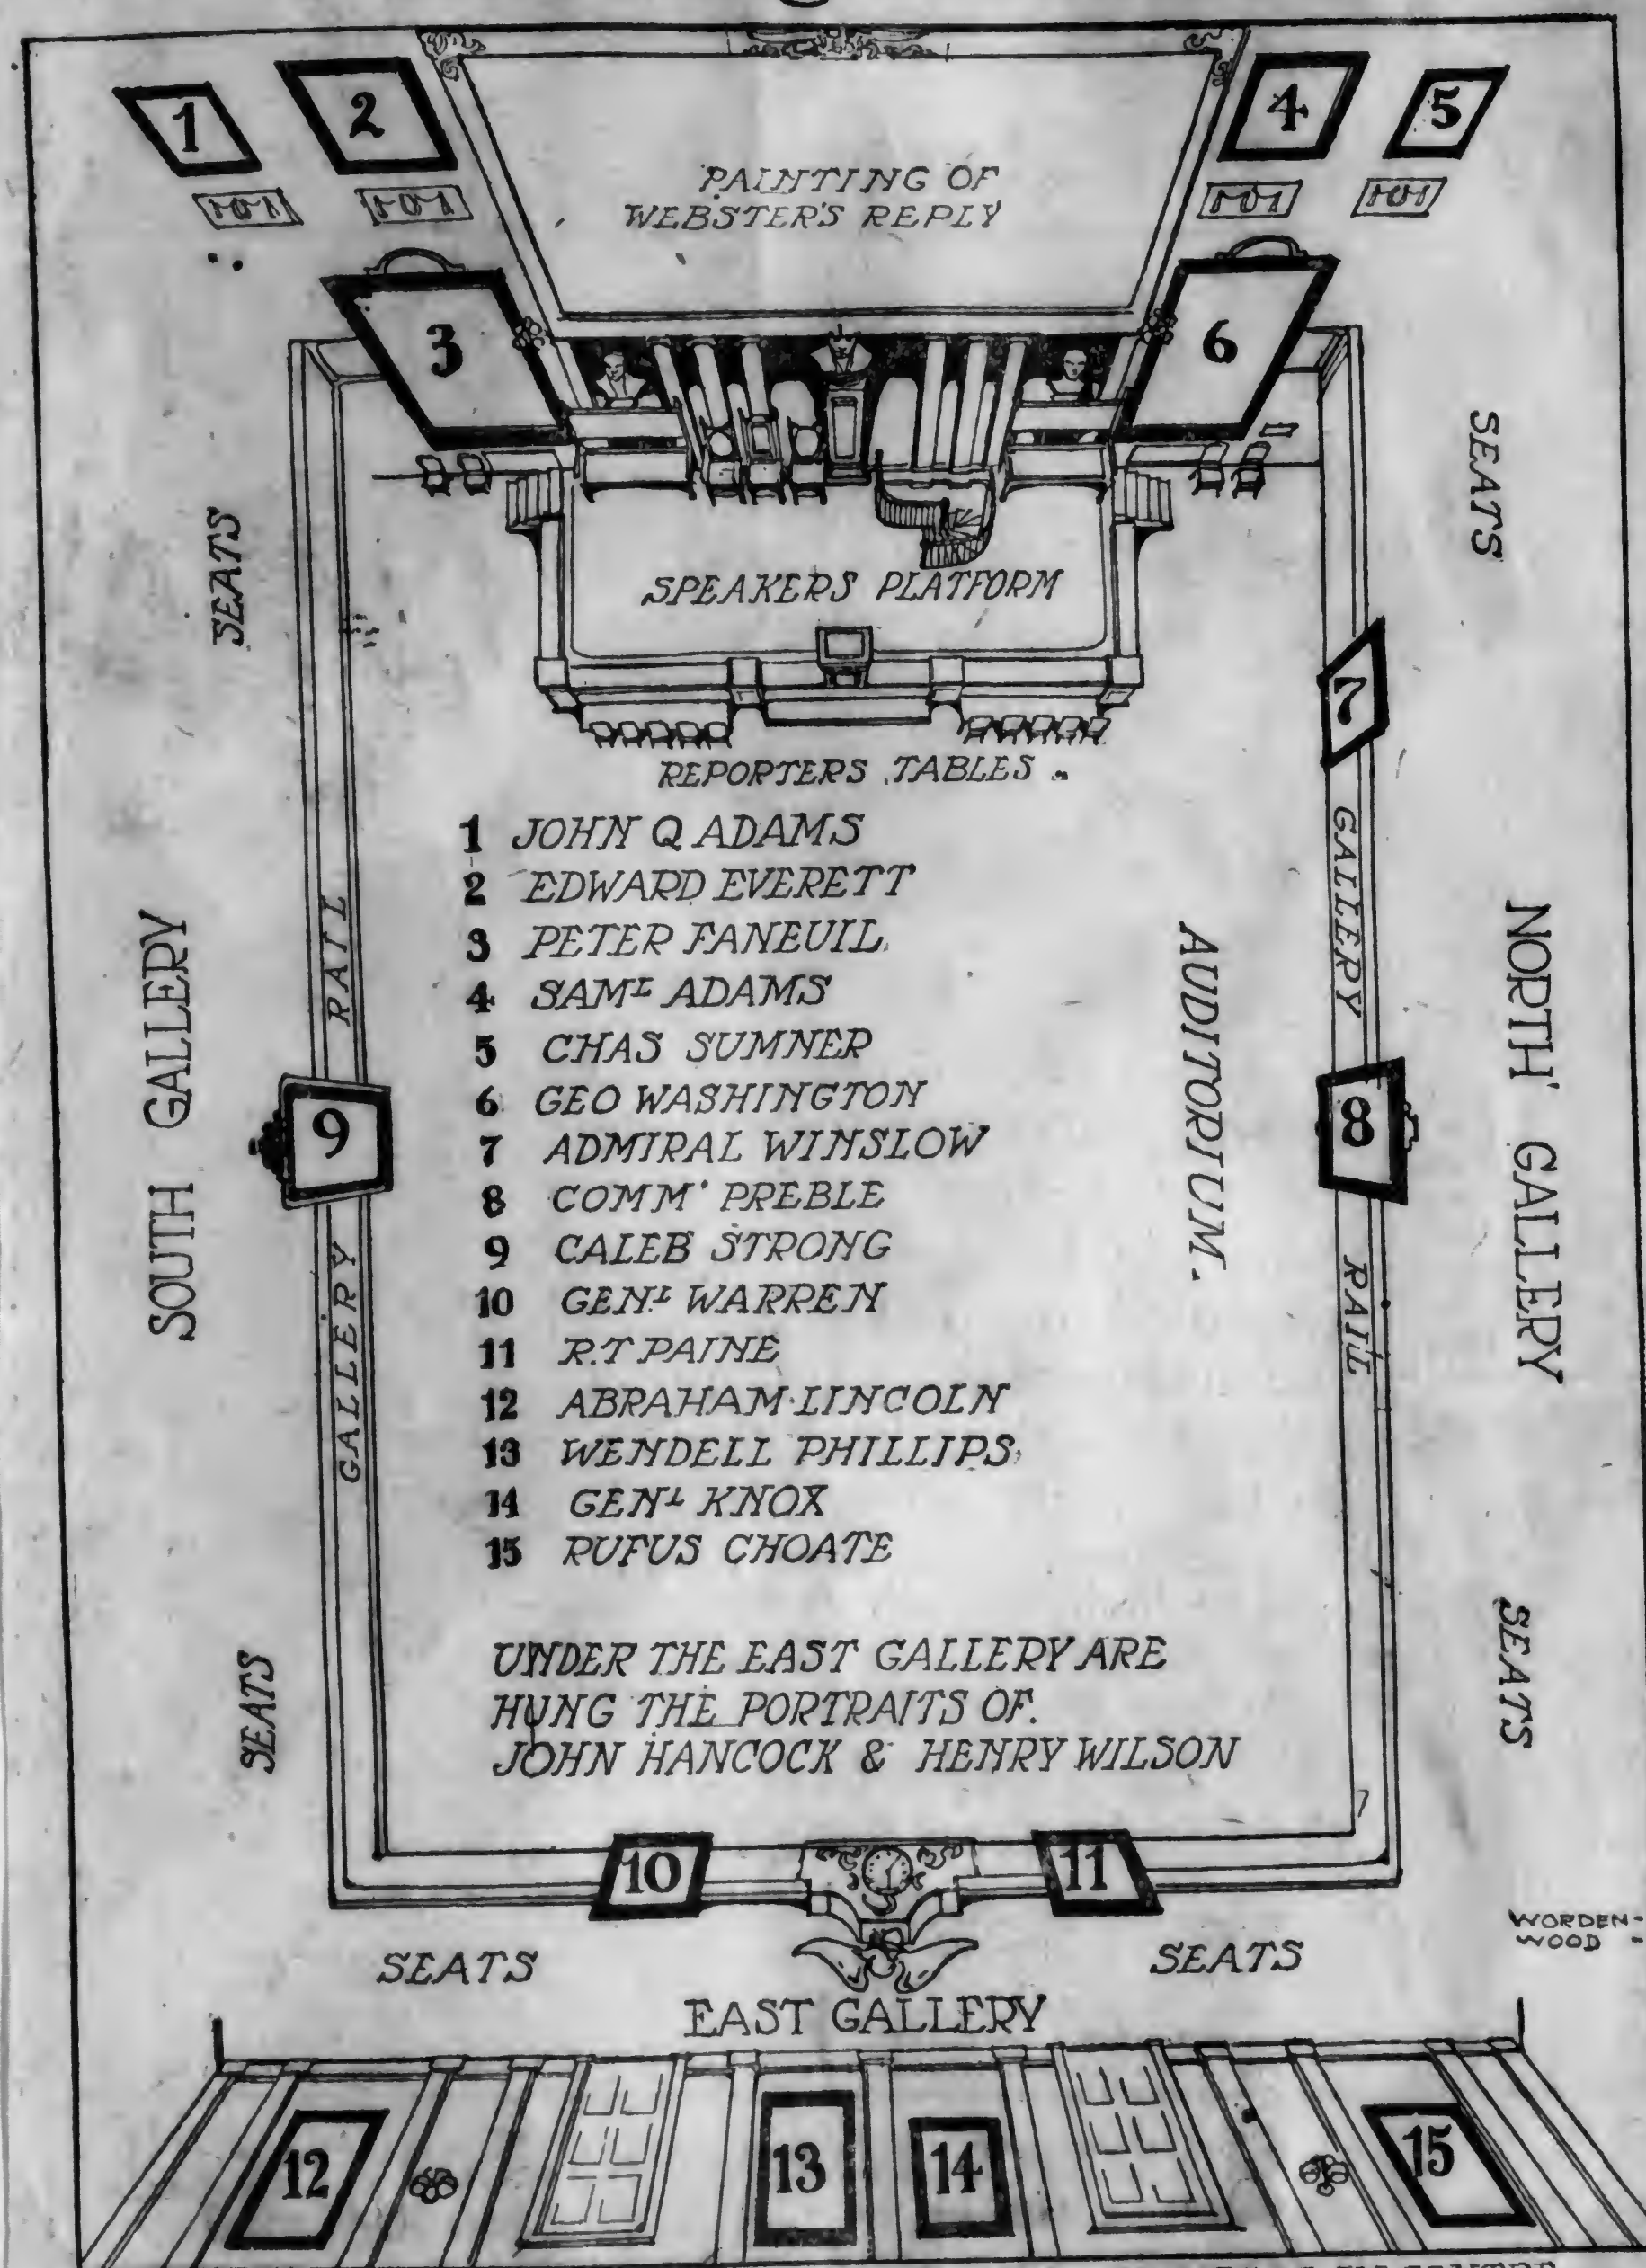 1
2
4
5
PAINTING OF
WEBSTER'S REPLY
3
6
SPEAKERS PLATFORM
SEATS
SEATS
7
REPORTERS TABLES
1 JOHN Q ADAMS
2 EDWARD EVERETT
3 PETER FANEUIL
4 SAML ADAMS
5 CHAS SUMNER
6 GEO WASHINGTON
7 ADMIRAL WINSLOW
8 COMM' PREBLE
9 CALEB STRONG
10 GENL WARREN
11 R.T PAINE
12 ABRAHAM LINCOLN
13 WENDELL PHILLIPS
14 GENL KNOX
15 RUFUS CHOATE
SOUTH GALLERY
GALLERY RAIL
9
AUDITORIUM.
GALLERY RAIL
8
NORTH GALLERY
UNDER THE EAST GALLERY ARE
HUNG THE PORTRAITS OF.
JOHN HANCOCK & HENRY WILSON
SEATS
SEATS
10
11
WORDEN-
WOOD -
SEATS
SEATS
EAST GALLERY
12
13
14
15